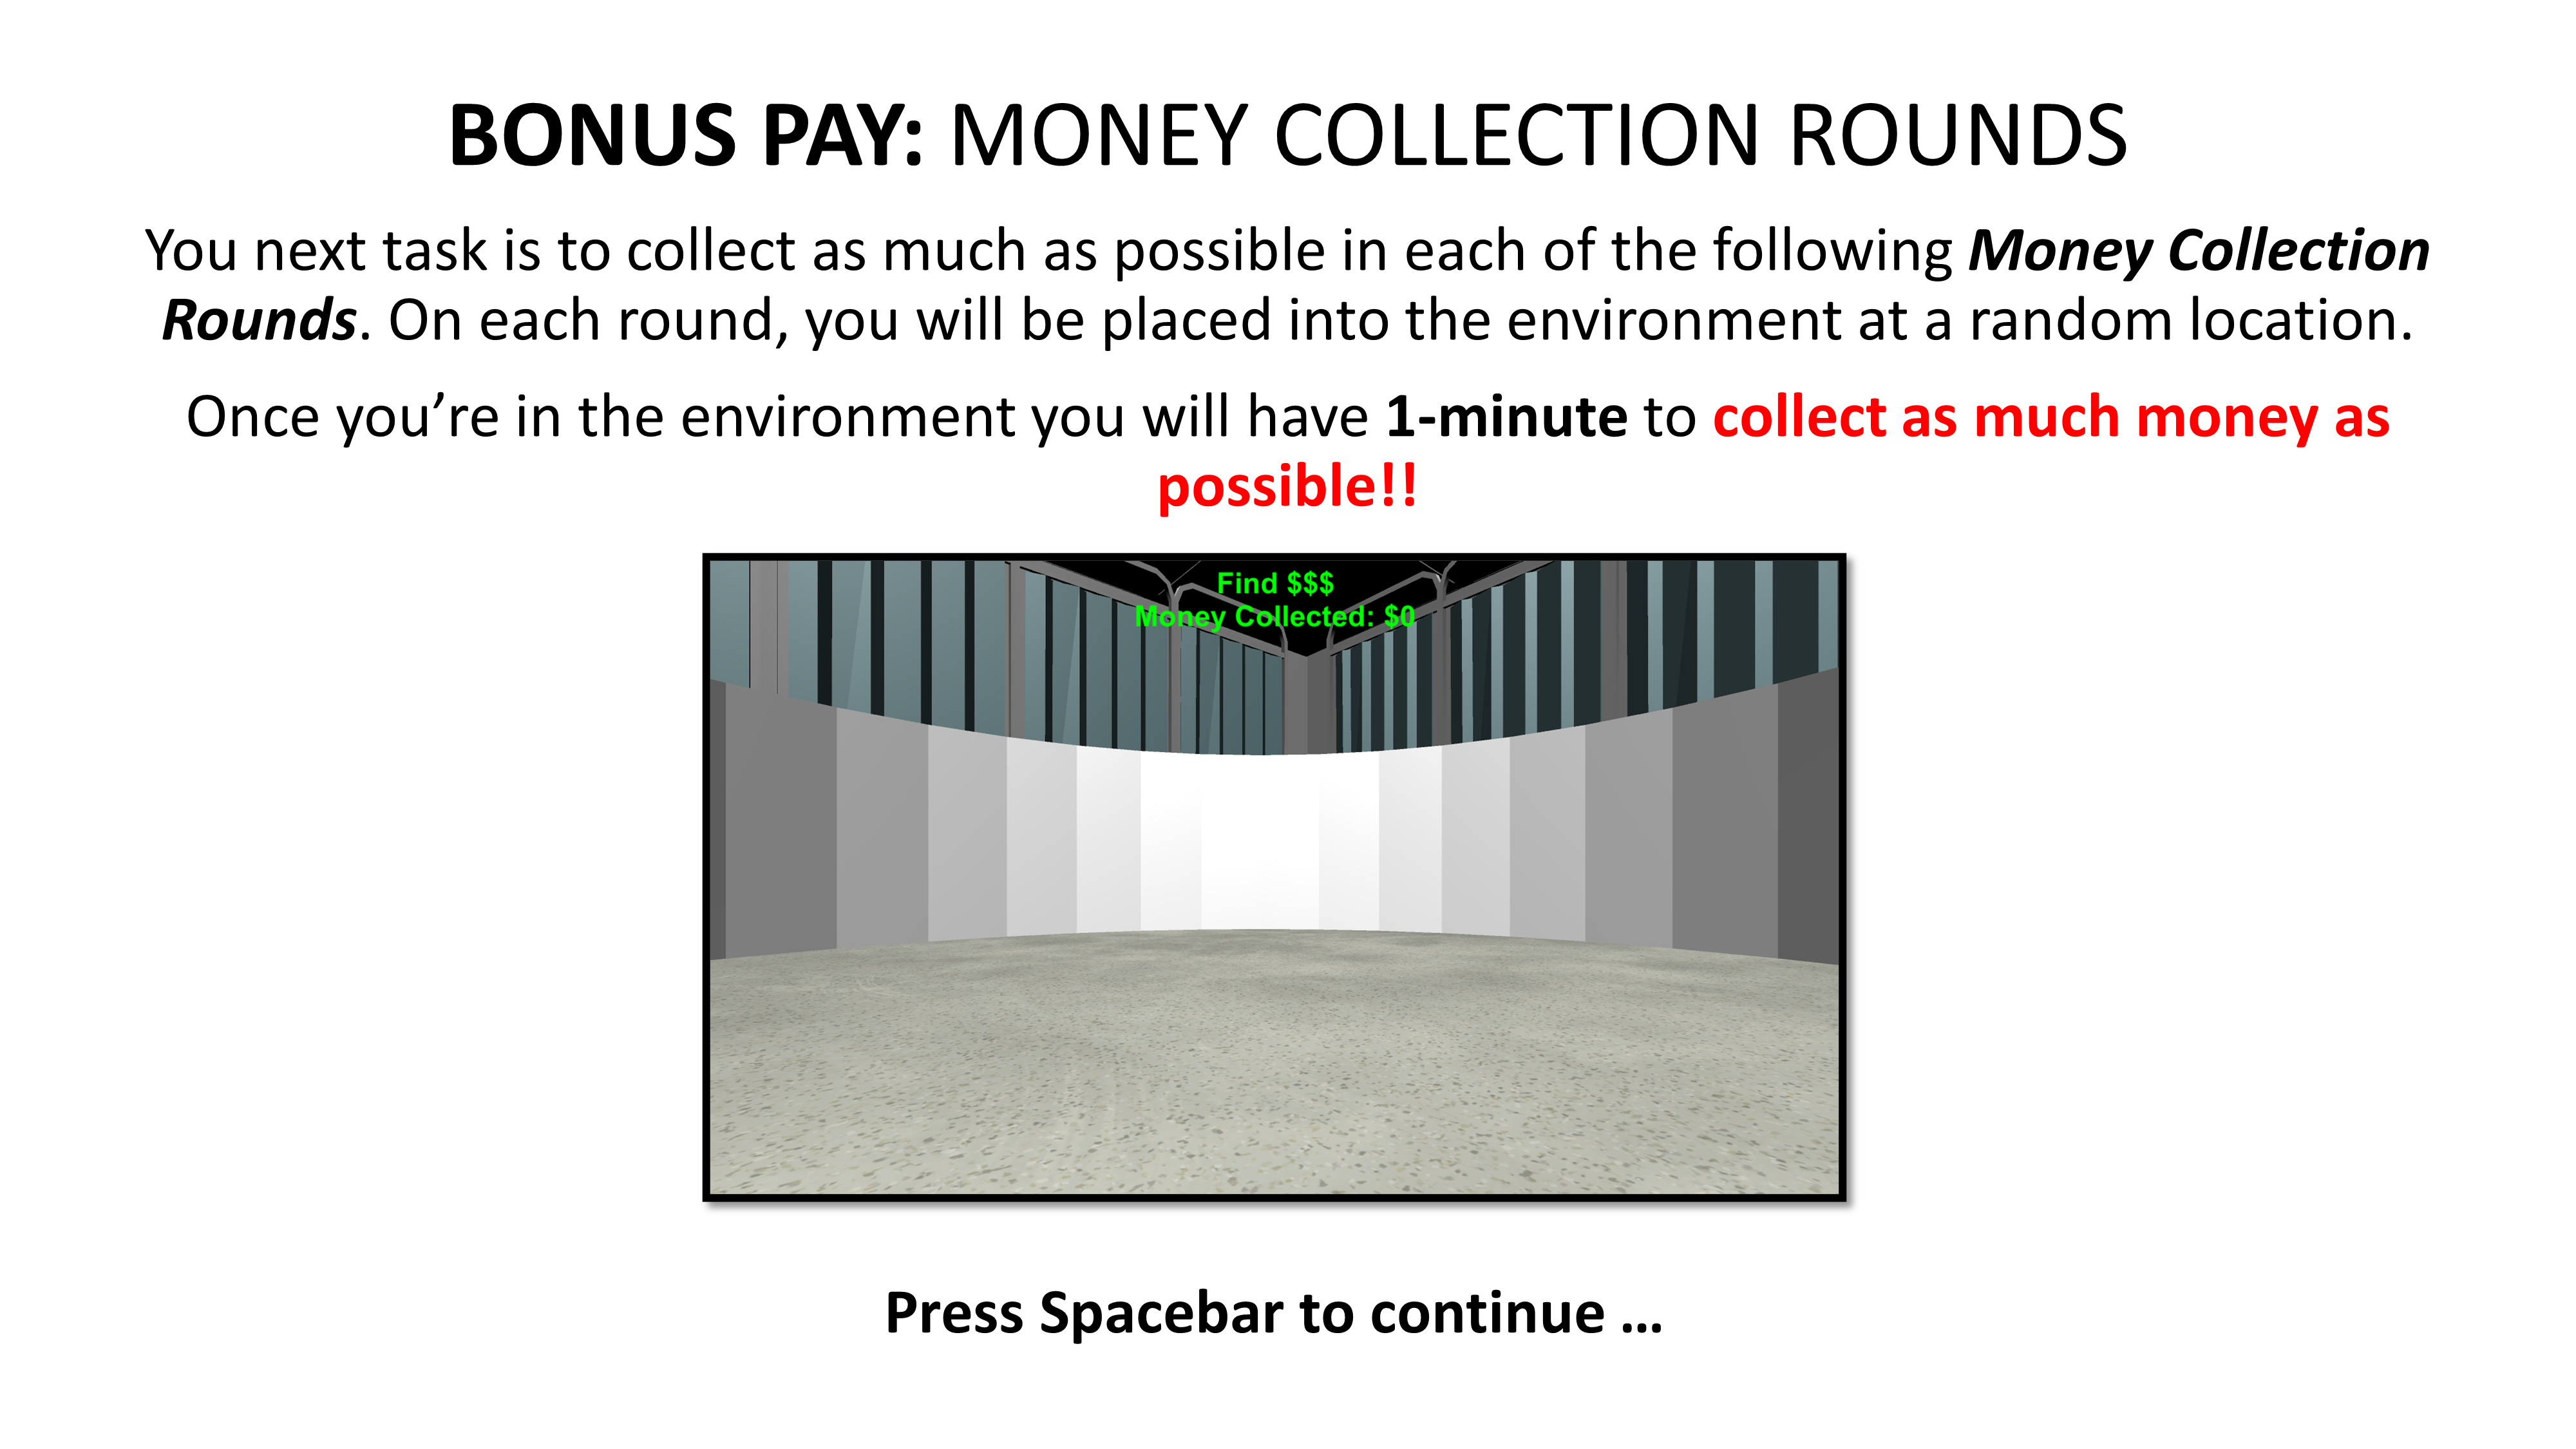 BONUS PAY: MONEY COLLECTION ROUNDS
You next task is to collect as much as possible in each of the following Money Collection
Rounds. On each round, you will be placed into the environment at a random location.
Once you’re in the environment you will have 1-minute to collect as much money as
possible!!
Find $$$
Money Collected: $0
Press Spacebar to continue …